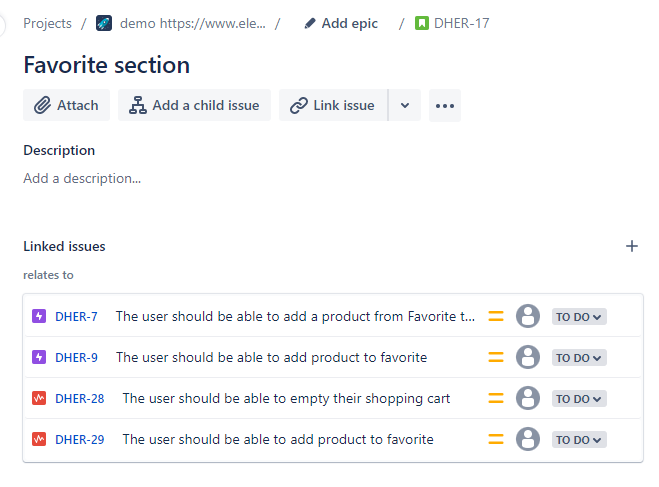 Projects / demo https://www.ele... / Add epic / DHER-17
Favorite section
Attach Add a child issue Link issue
Description
Add a description...
Linked issues
relates to
DHER-7 The user should be able to add a product from Favorite t... TO DO
DHER-9 The user should be able to add product to favorite TO DO
DHER-28 The user should be able to empty their shopping cart TO DO
DHER-29 The user should be able to add product to favorite TO DO